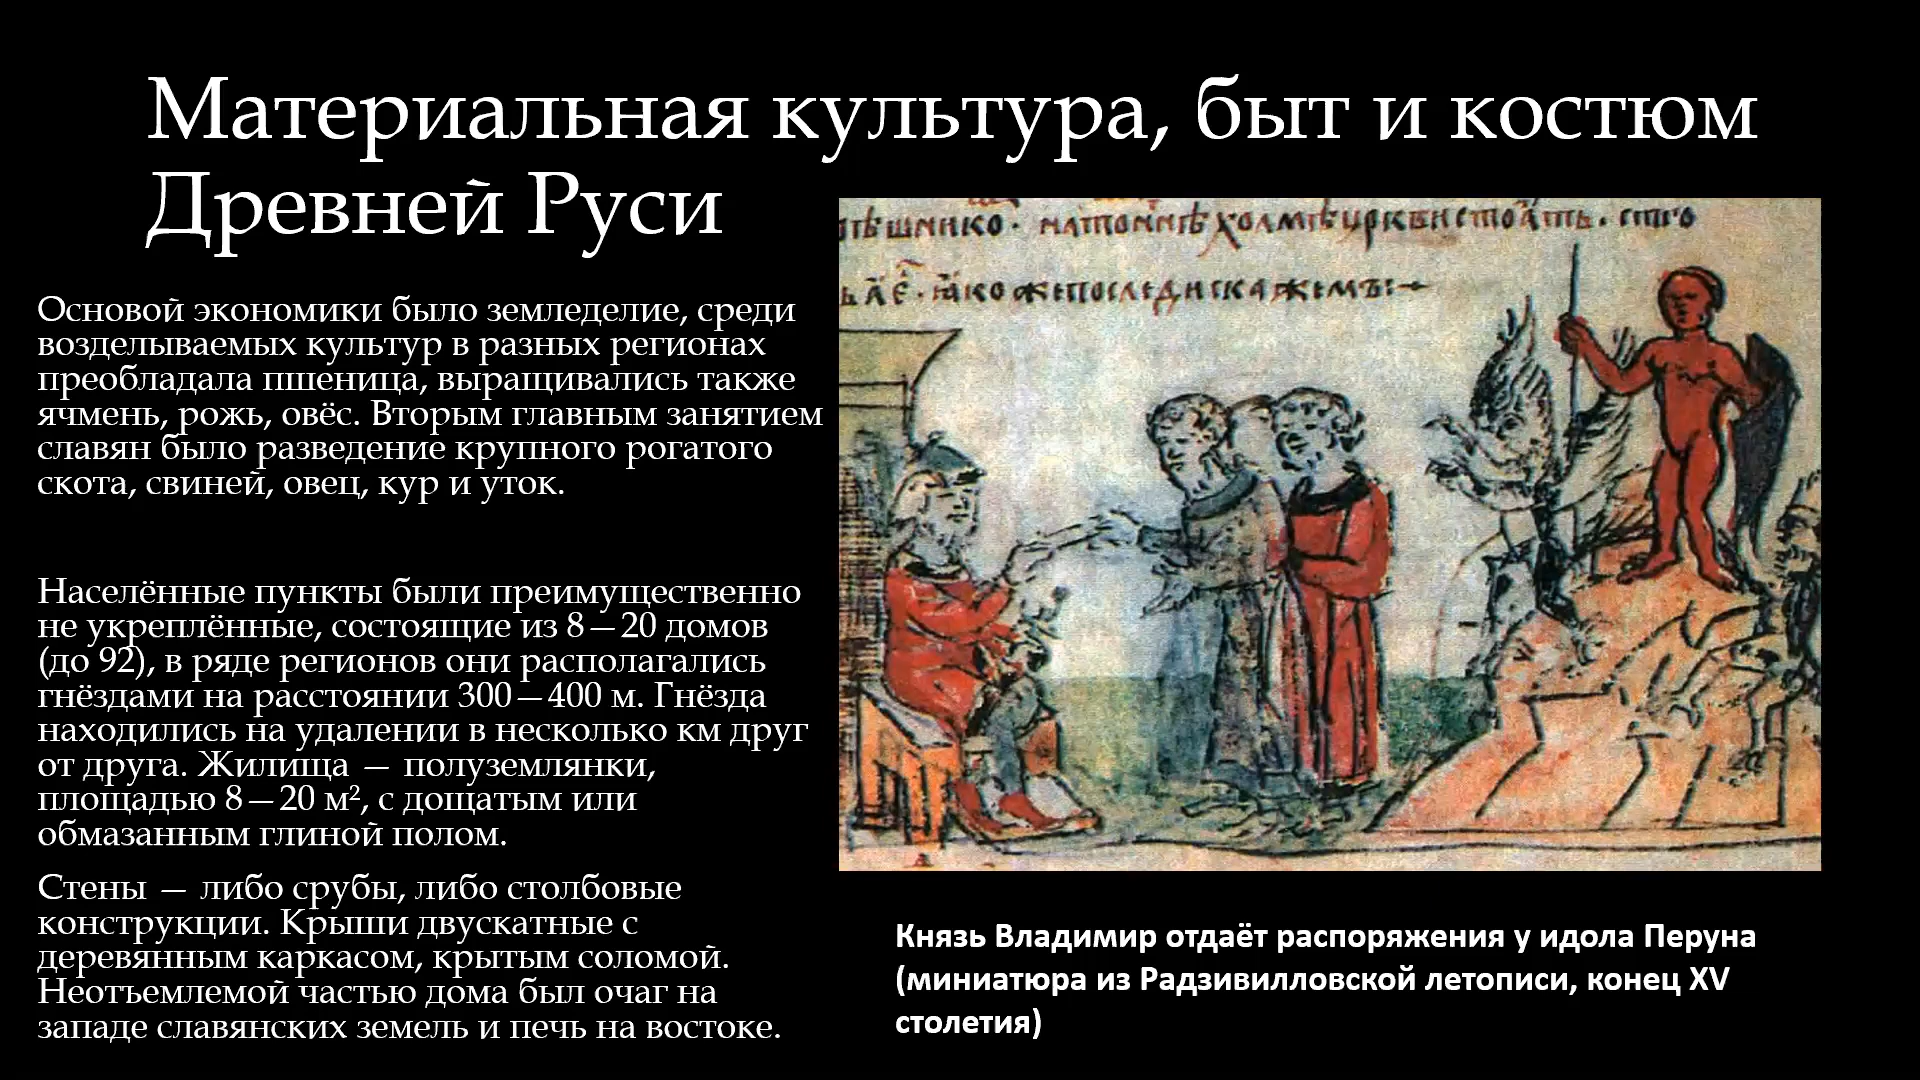 Материальная культура, быт и костюм
Древней Руси
Основой экономики было земледелие, среди
возделываемых культур в разных регионах
преобладала пшеница, выращивались также
ячмень, рожь, овёс. Вторым главным занятием
славян было разведение крупного рогатого
скота, свиней, овец, кур и уток.
Населённые пункты были преимущественно
не укреплённые, состоящие из 8—20 домов
(до 92), в ряде регионов они располагались
гнёздами на расстоянии 300—400 м. Гнёзда
находились на удалении в несколько км друг
от друга. Жилища — полуземлянки,
площадью 8—20 м², с дощатым или
обмазанным глиной полом.
Стены — либо срубы, либо столбовые
конструкции. Крыши двускатные с
деревянным каркасом, крытым соломой.
Неотъемлемой частью дома был очаг на
западе славянских земель и печь на востоке.
Князь Владимир отдаёт распоряжения у идола Перуна
(миниатюра из Радзивилловской летописи, конец XV
столетия)